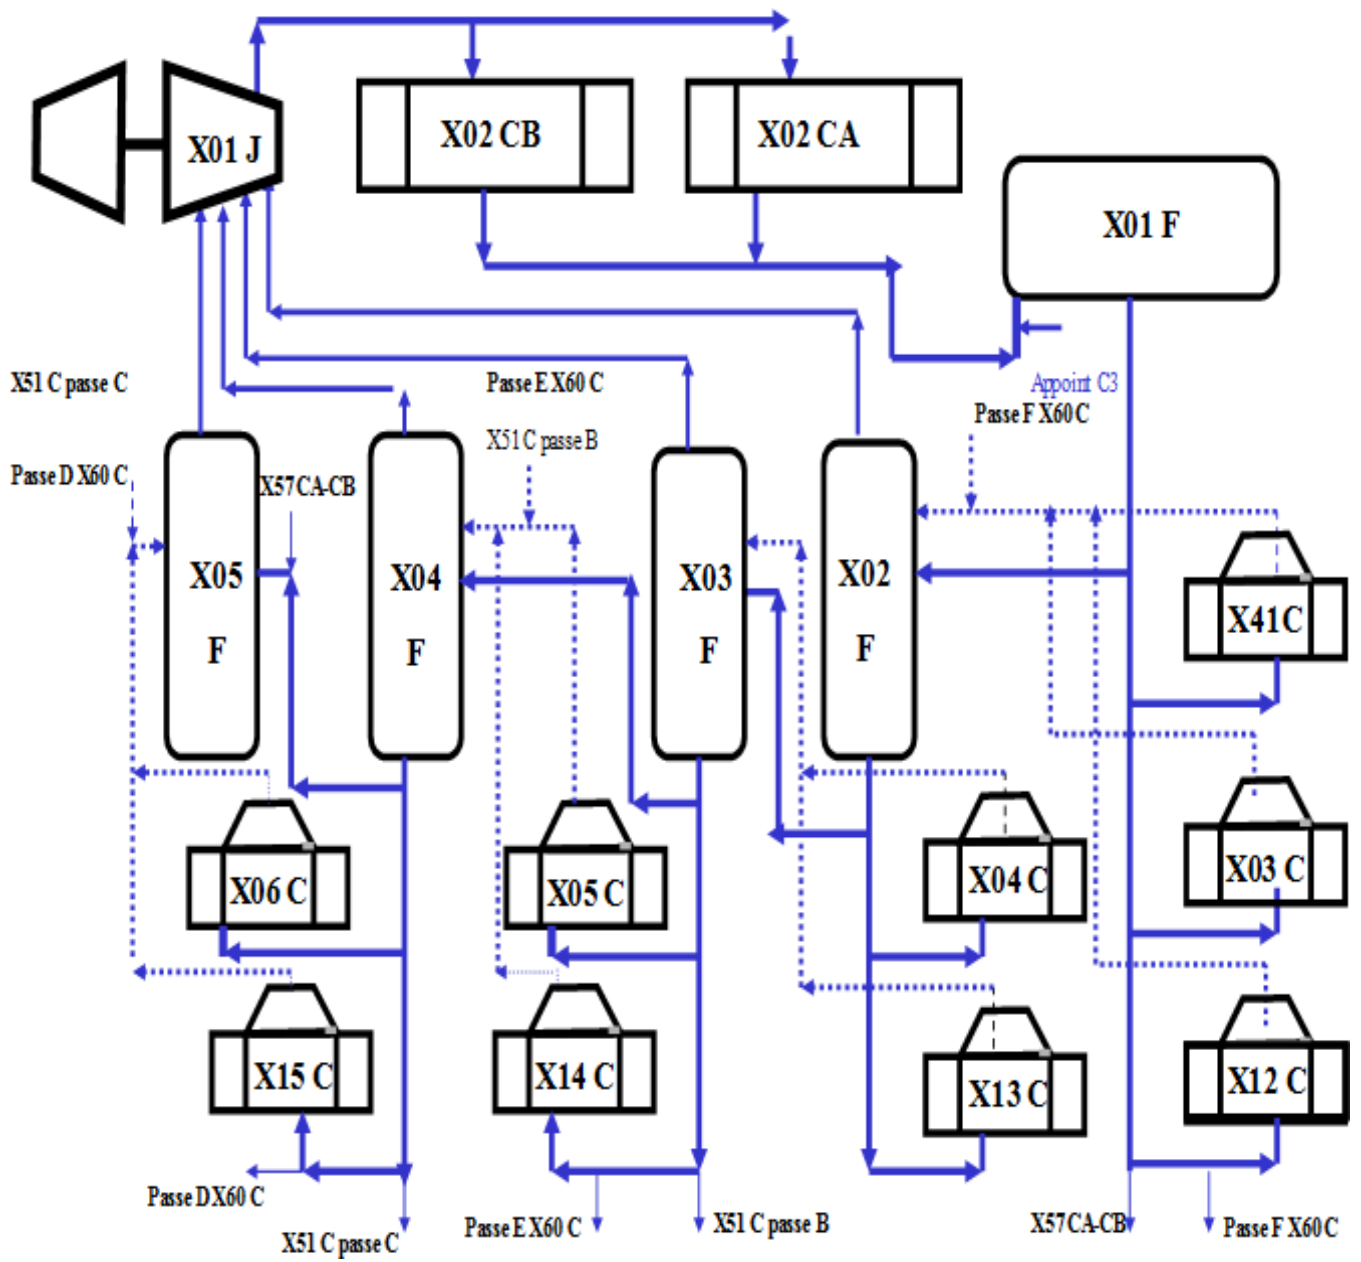 X01 J
X02 CB
X02 CA
X01 F
X51 C passe C
Passe E X60 C
Appoint C3
Passe F X60 C
X51 C passe B
Passe D X60 C
X57CA-CB
X05
F
X04
F
X03
F
X02
F
X41C
X06 C
X05 C
X04 C
X03 C
X15 C
X14 C
X13 C
X12 C
Passe D X60 C
X51 C passe C
Passe E X60 C
X51 C passe B
X57CA-CB
Passe F X60 C